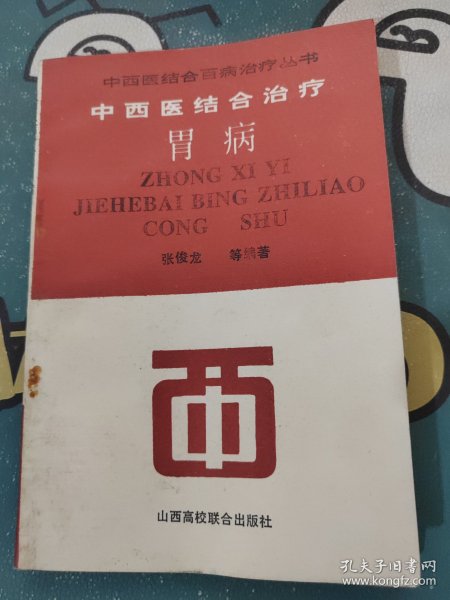 中西医结合百病治疗丛书
中西医结合治疗
胃病
ZHONG XI YI
JIEHEBAI BING ZHILIAO
CONG SHU
张俊龙 等编著
山西高校联合出版社
孔夫子旧书网
www.kongfz.com